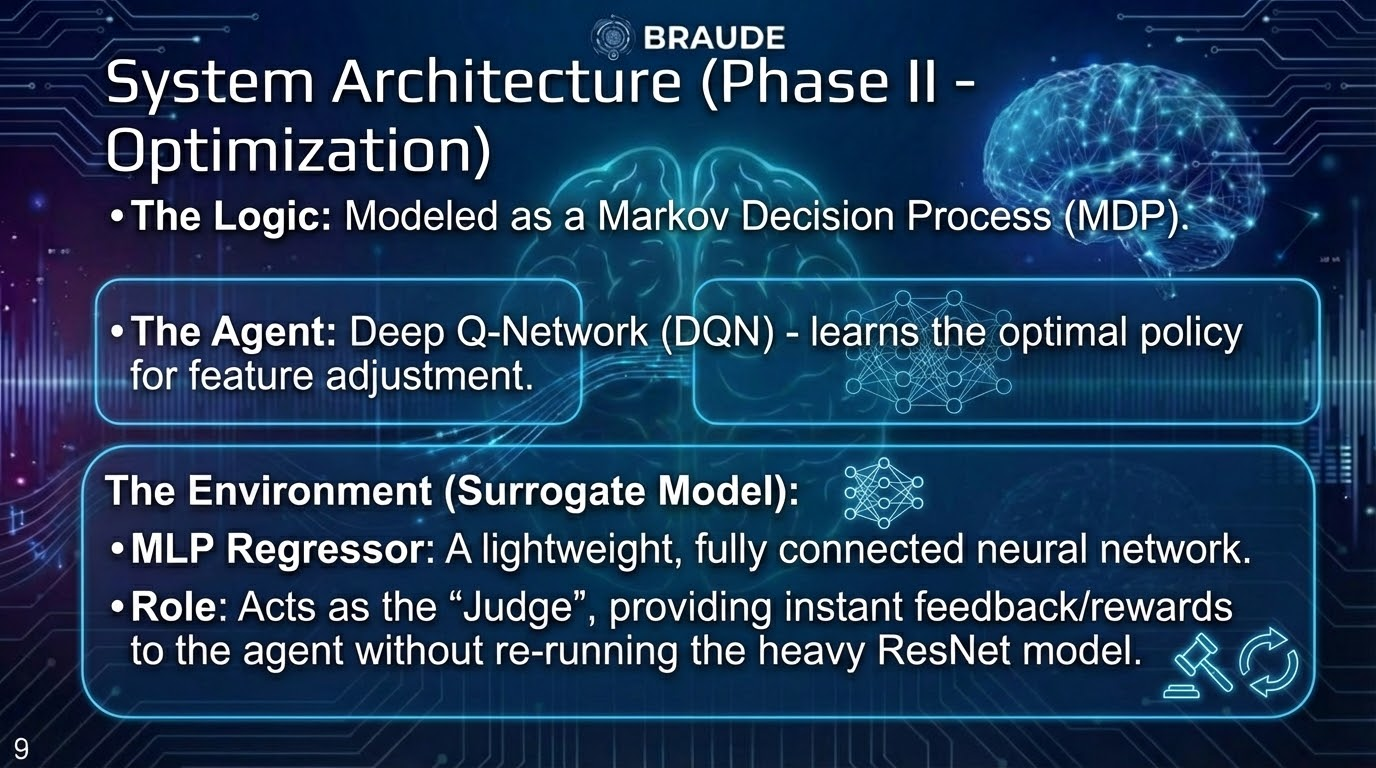 BRAUDE
System Architecture (Phase II -
Optimization)
• The Logic: Modeled as a Markov Decision Process (MDP).
• The Agent: Deep Q-Network (DQN) - learns the optimal policy
for feature adjustment.
The Environment (Surrogate Model):
• MLP Regressor: A lightweight, fully connected neural network.
• Role: Acts as the “Judge”, providing instant feedback/rewards
to the agent without re-running the heavy ResNet model.
9